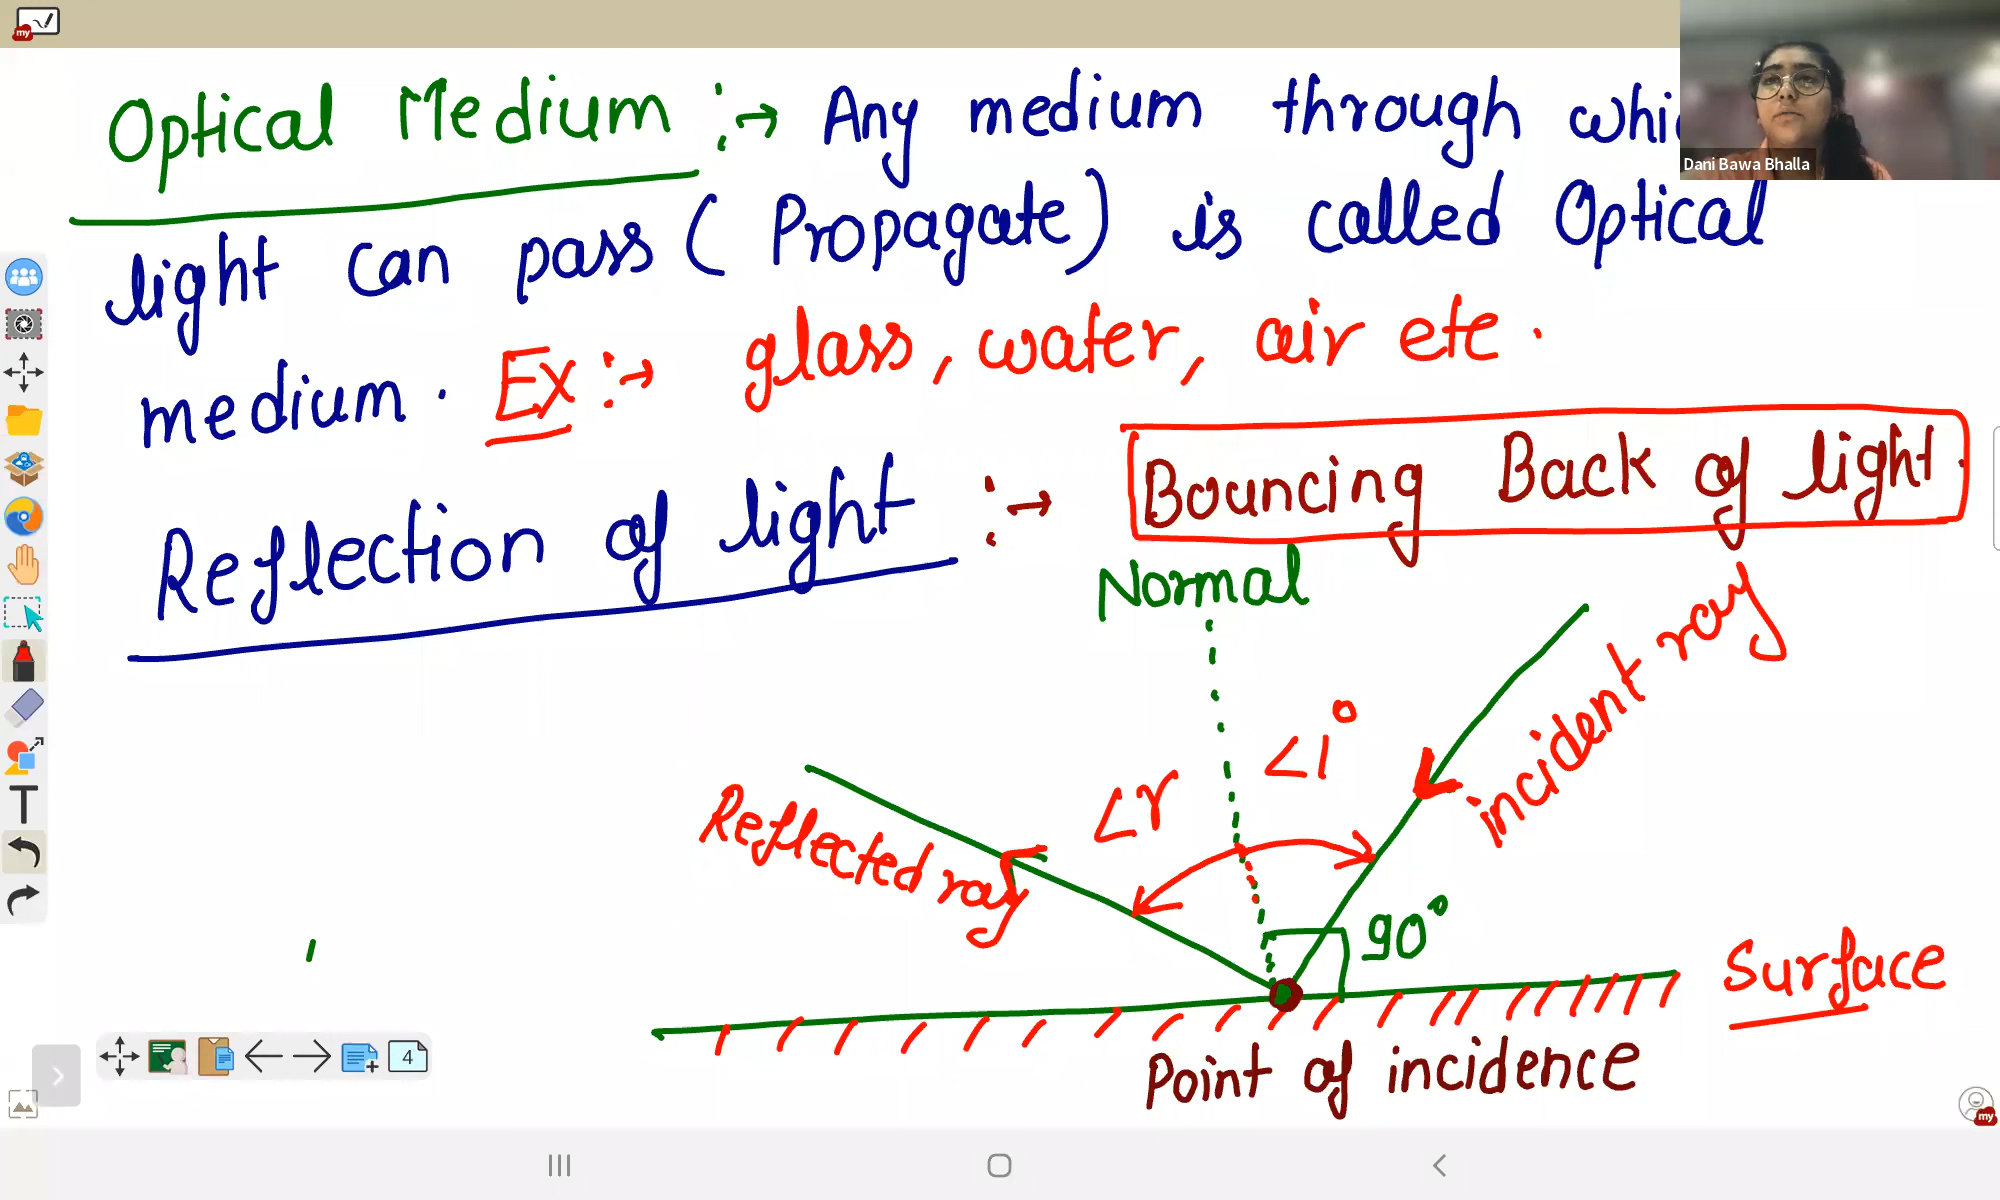 Optical Medium :→ Any medium through whi
Dani Bawa Bhalla
light can pass (Propagate) is called Optical
medium. Ex :→ glass, water, air etc.
Reflection of light :→ Bouncing Back of light.
Normal
incident ray
∠i°
∠r
Reflected ray
90°
Surface
Point of incidence
4
T
my
my